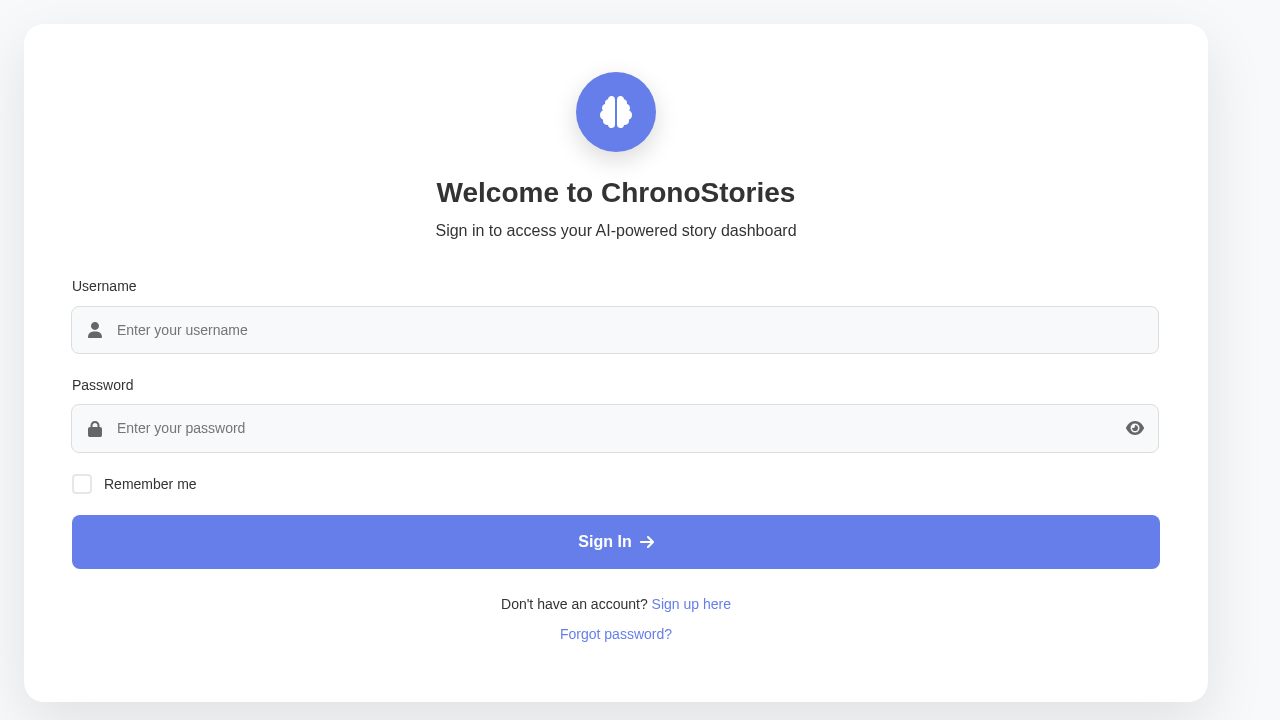 Welcome to ChronoStories
Sign in to access your AI-powered story dashboard
Username
Enter your username
Password
Enter your password
Remember me
Sign In
Don't have an account? Sign up here
Forgot password?